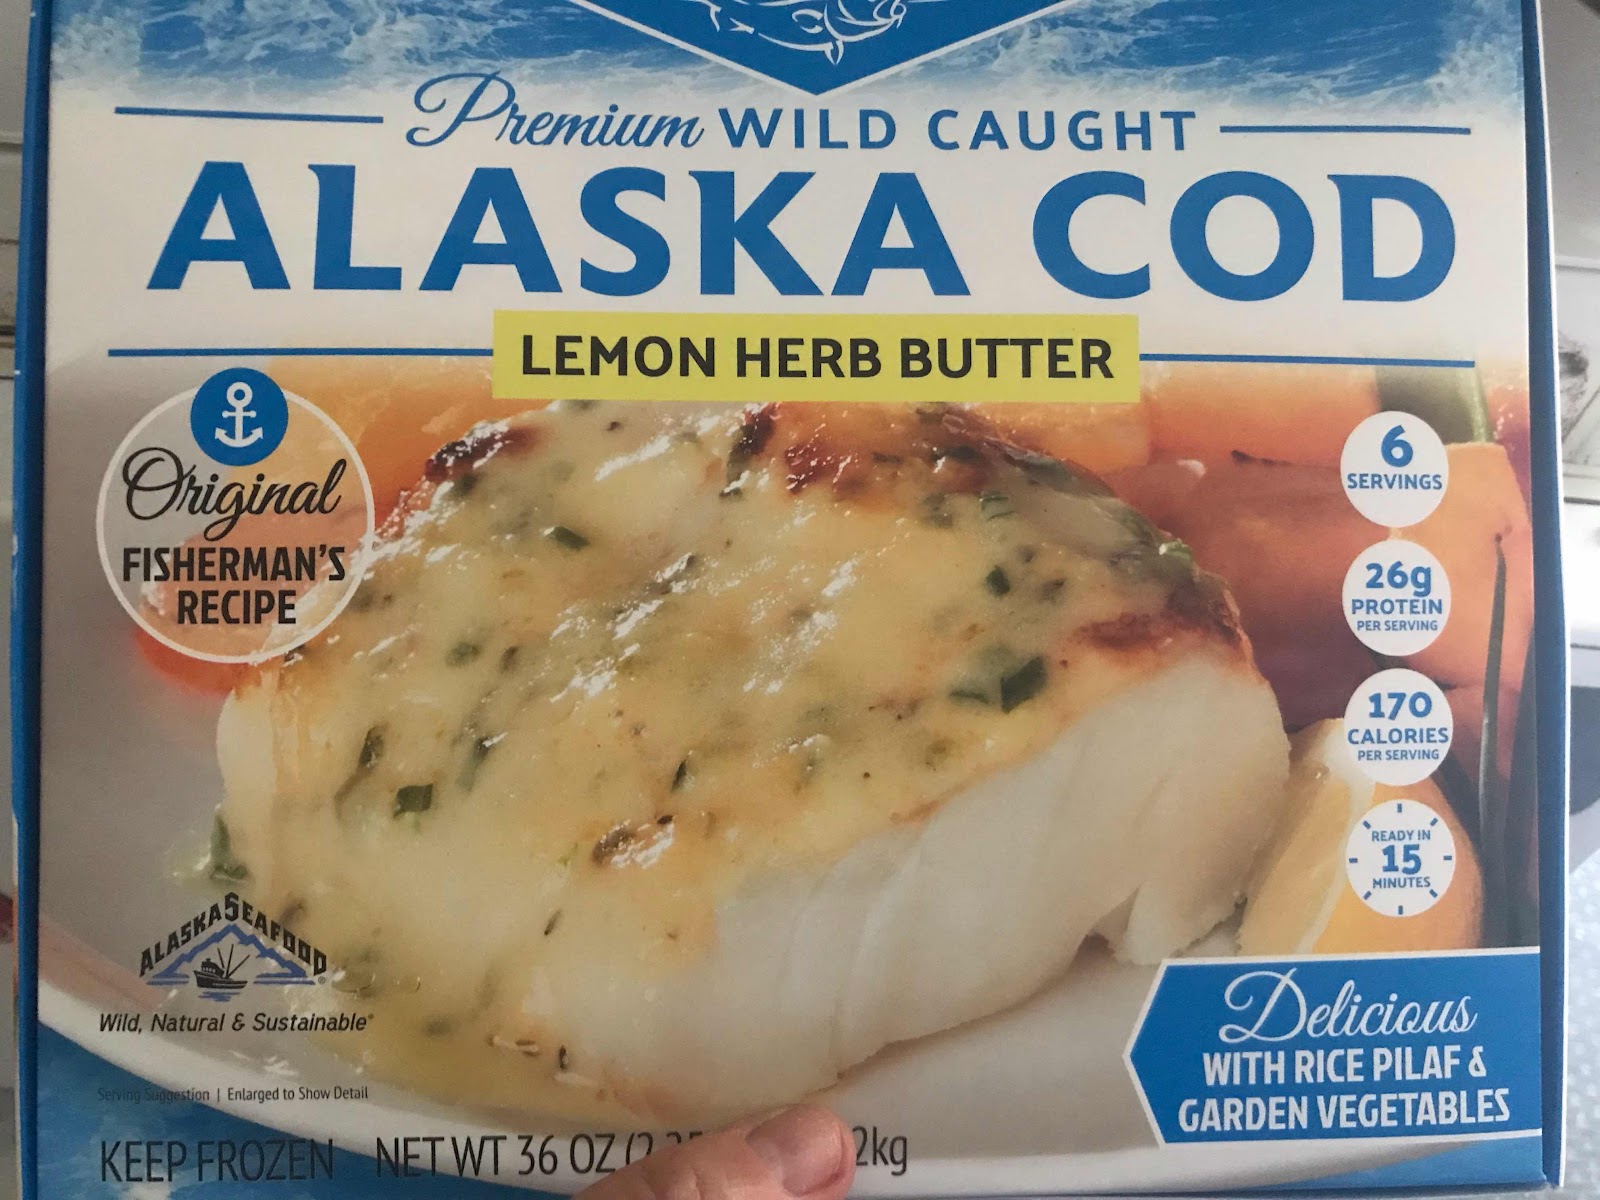 Premium WILD CAUGHT
ALASKA COD
LEMON HERB BUTTER
Original
FISHERMAN'S
RECIPE
6
SERVINGS
26g
PROTEIN
PER SERVING
170
CALORIES
PER SERVING
READY IN
15
MINUTES
ALASKA SEAFOOD®
Wild, Natural & Sustainable®
Delicious
WITH RICE PILAF &
GARDEN VEGETABLES
Serving Suggestion | Enlarged to Show Detail
KEEP FROZEN NET WT 36 OZ (2 2kg